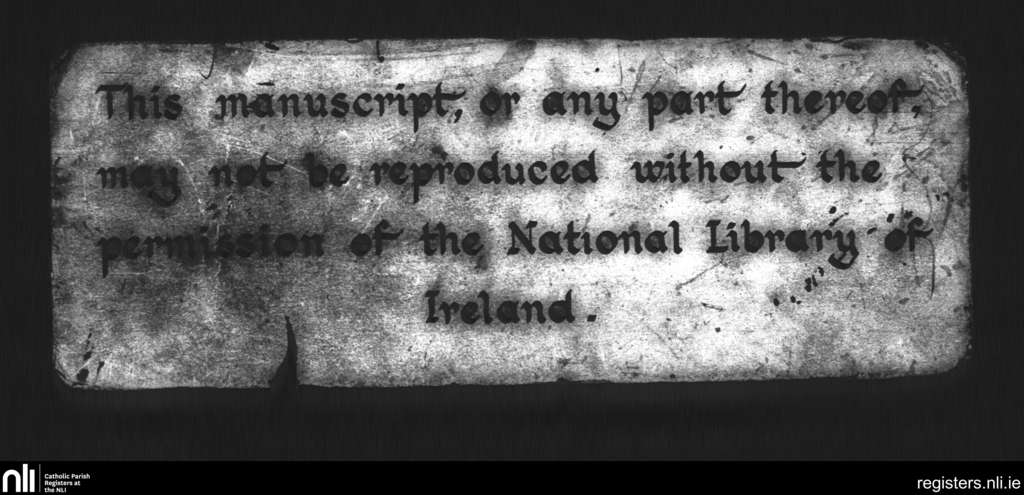 This manuscript, or any part thereof,
may not be reproduced without the
permission of the National Library of
Ireland.
nli
Catholic Parish
Registers at
the NLI
registers.nli.ie